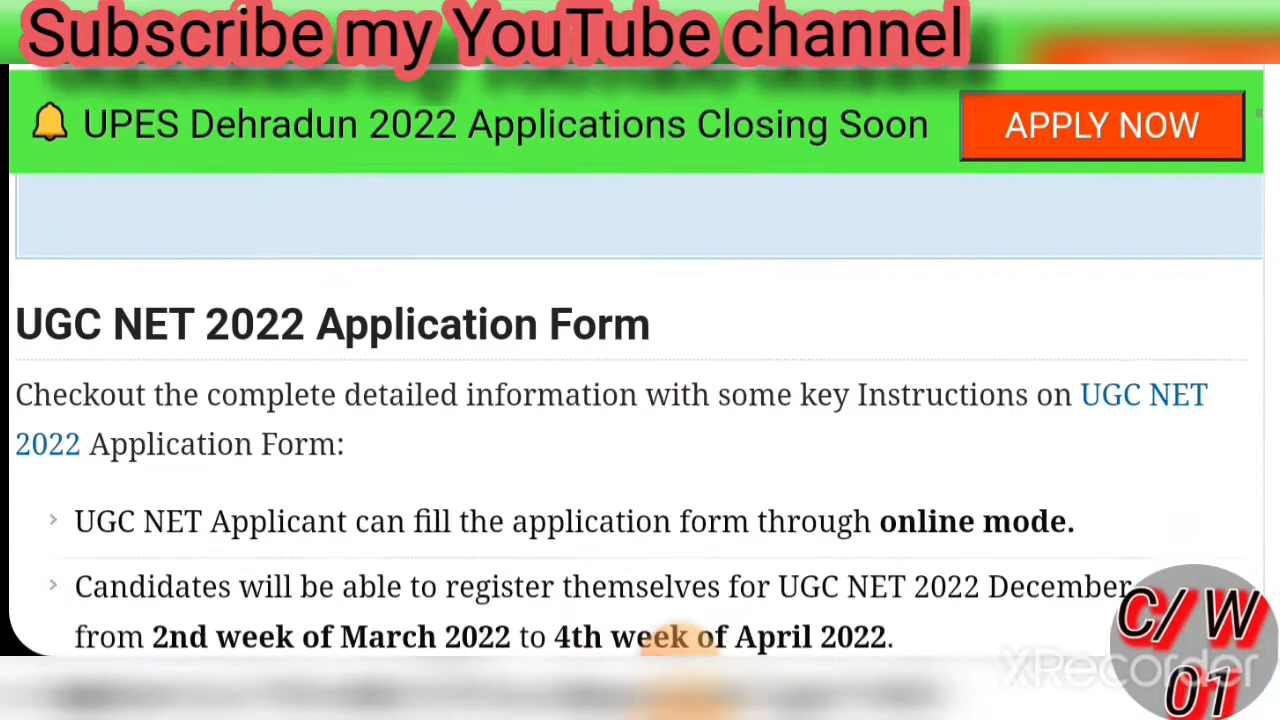 Subscribe my YouTube channel
UPES Dehradun 2022 Applications Closing Soon
APPLY NOW
UGC NET 2022 Application Form
Checkout the complete detailed information with some key Instructions on UGC NET
2022 Application Form:
UGC NET Applicant can fill the application form through online mode.
Candidates will be able to register themselves for UGC NET 2022 December
from 2nd week of March 2022 to 4th week of April 2022.
C/W
XRecorder
01